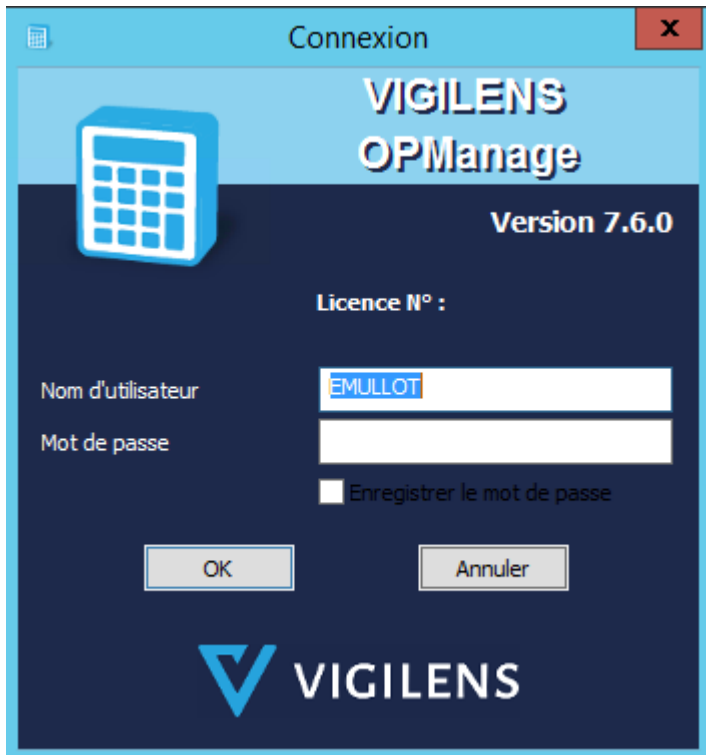 Connexion
x
VIGILENS
OPManage
Version 7.6.0
Licence N° :
Nom d'utilisateur EMULLOT
Mot de passe
Enregistrer le mot de passe
OK Annuler
VIGILENS